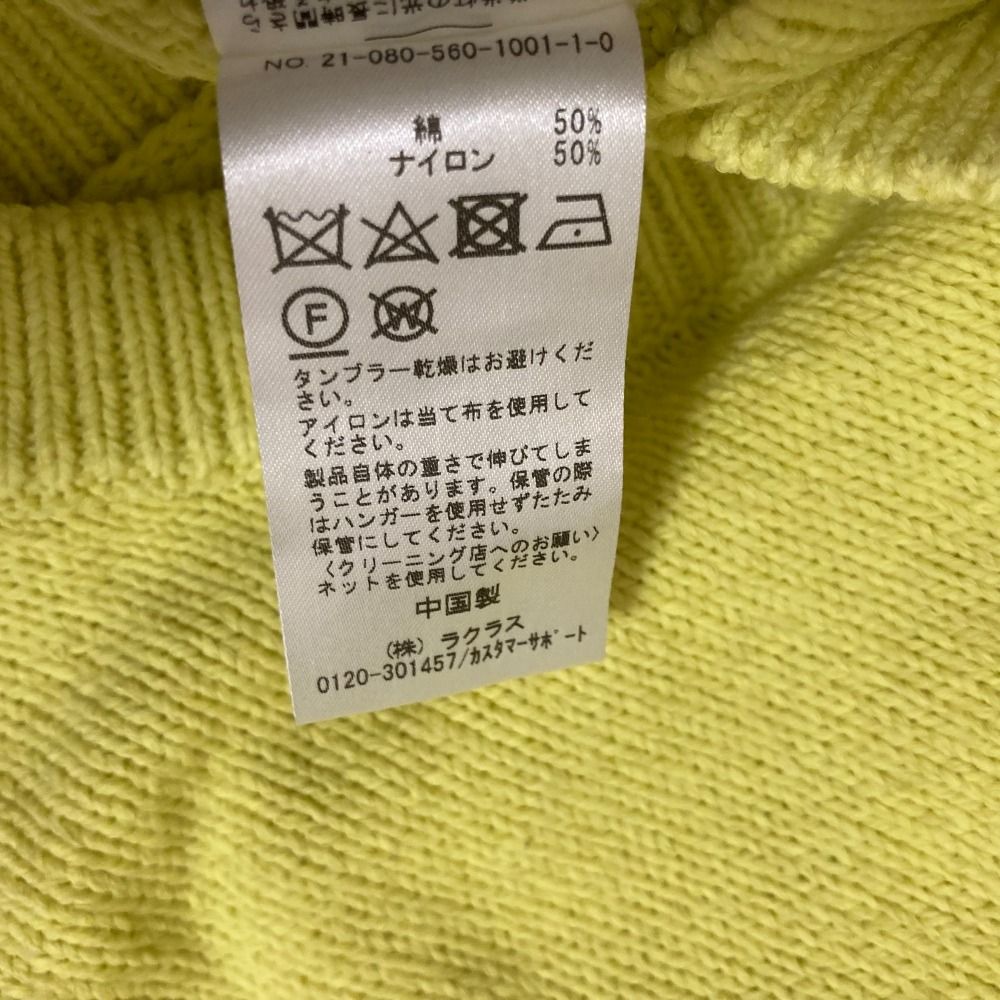 NO. 21-080-560-1001-1-0
綿 50%
ナイロン 50%
F W
タンブラー乾燥はお避けくだ
さい。
アイロンは当て布を使用して
ください。
製品自体の重さで伸びてしま
うことがあります。保管の際
はハンガーを使用せずたたみ
保管にしてください。
〈クリーニング店へのお願い〉
ネットを使用してください。
中国製
(株) ラクラス
0120-301457/カスタマーサポート